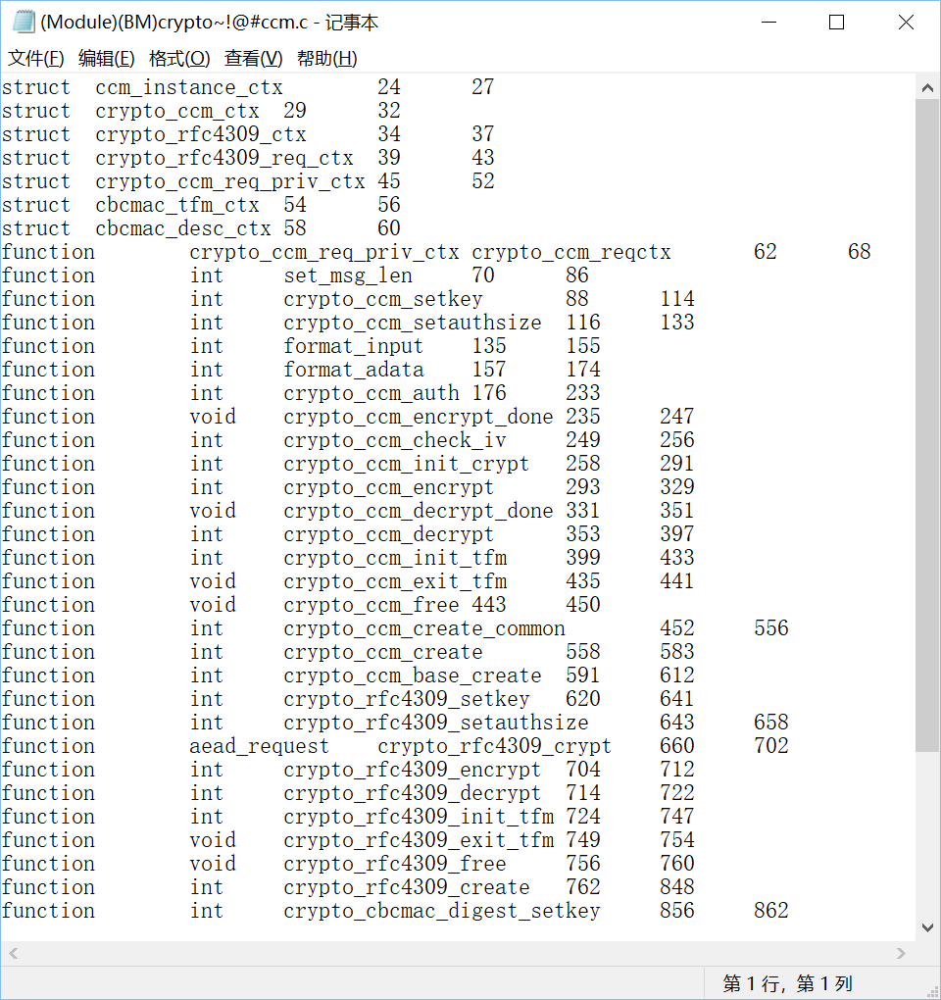 (Module)(BM)crypto~!@#ccm.c - 记事本
文件(F) 编辑(E) 格式(O) 查看(V) 帮助(H)
struct ccm_instance_ctx 24 27
struct crypto_ccm_ctx 29 32
struct crypto_rfc4309_ctx 34 37
struct crypto_rfc4309_req_ctx 39 43
struct crypto_ccm_req_priv_ctx 45 52
struct cbcmac_tfm_ctx 54 56
struct cbcmac_desc_ctx 58 60
function crypto_ccm_req_priv_ctx crypto_ccm_reqctx 62 68
function int set_msg_len 70 86
function int crypto_ccm_setkey 88 114
function int crypto_ccm_setauthsize 116 133
function int format_input 135 155
function int format_adata 157 174
function int crypto_ccm_auth 176 233
function void crypto_ccm_encrypt_done 235 247
function int crypto_ccm_check_iv 249 256
function int crypto_ccm_init_crypt 258 291
function int crypto_ccm_encrypt 293 329
function void crypto_ccm_decrypt_done 331 351
function int crypto_ccm_decrypt 353 397
function int crypto_ccm_init_tfm 399 433
function void crypto_ccm_exit_tfm 435 441
function void crypto_ccm_free 443 450
function int crypto_ccm_create_common 452 556
function int crypto_ccm_create 558 583
function int crypto_ccm_base_create 591 612
function int crypto_rfc4309_setkey 620 641
function int crypto_rfc4309_setauthsize 643 658
function aead_request crypto_rfc4309_crypt 660 702
function int crypto_rfc4309_encrypt 704 712
function int crypto_rfc4309_decrypt 714 722
function int crypto_rfc4309_init_tfm 724 747
function void crypto_rfc4309_exit_tfm 749 754
function void crypto_rfc4309_free 756 760
function int crypto_rfc4309_create 762 848
function int crypto_cbcmac_digest_setkey 856 862
第 1 行，第 1 列